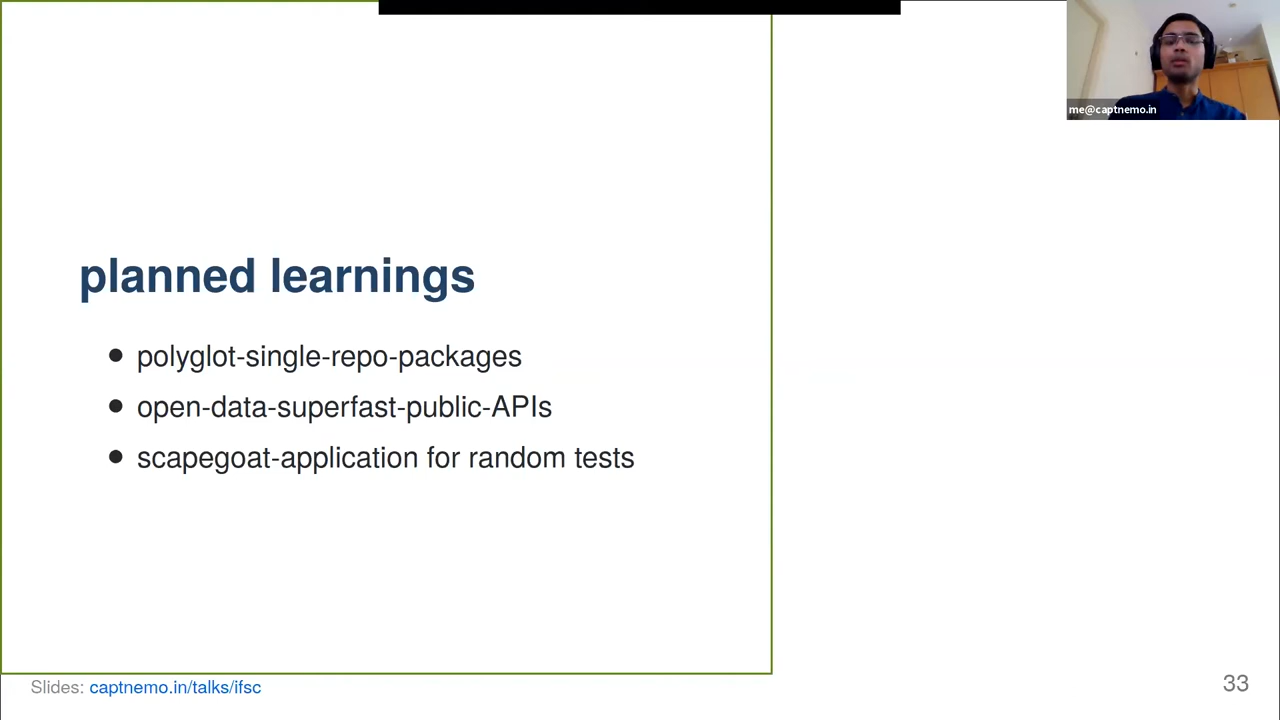 me@captnemo.in
planned learnings
polyglot-single-repo-packages
open-data-superfast-public-APIs
scapegoat-application for random tests
Slides: captnemo.in/talks/ifsc
33